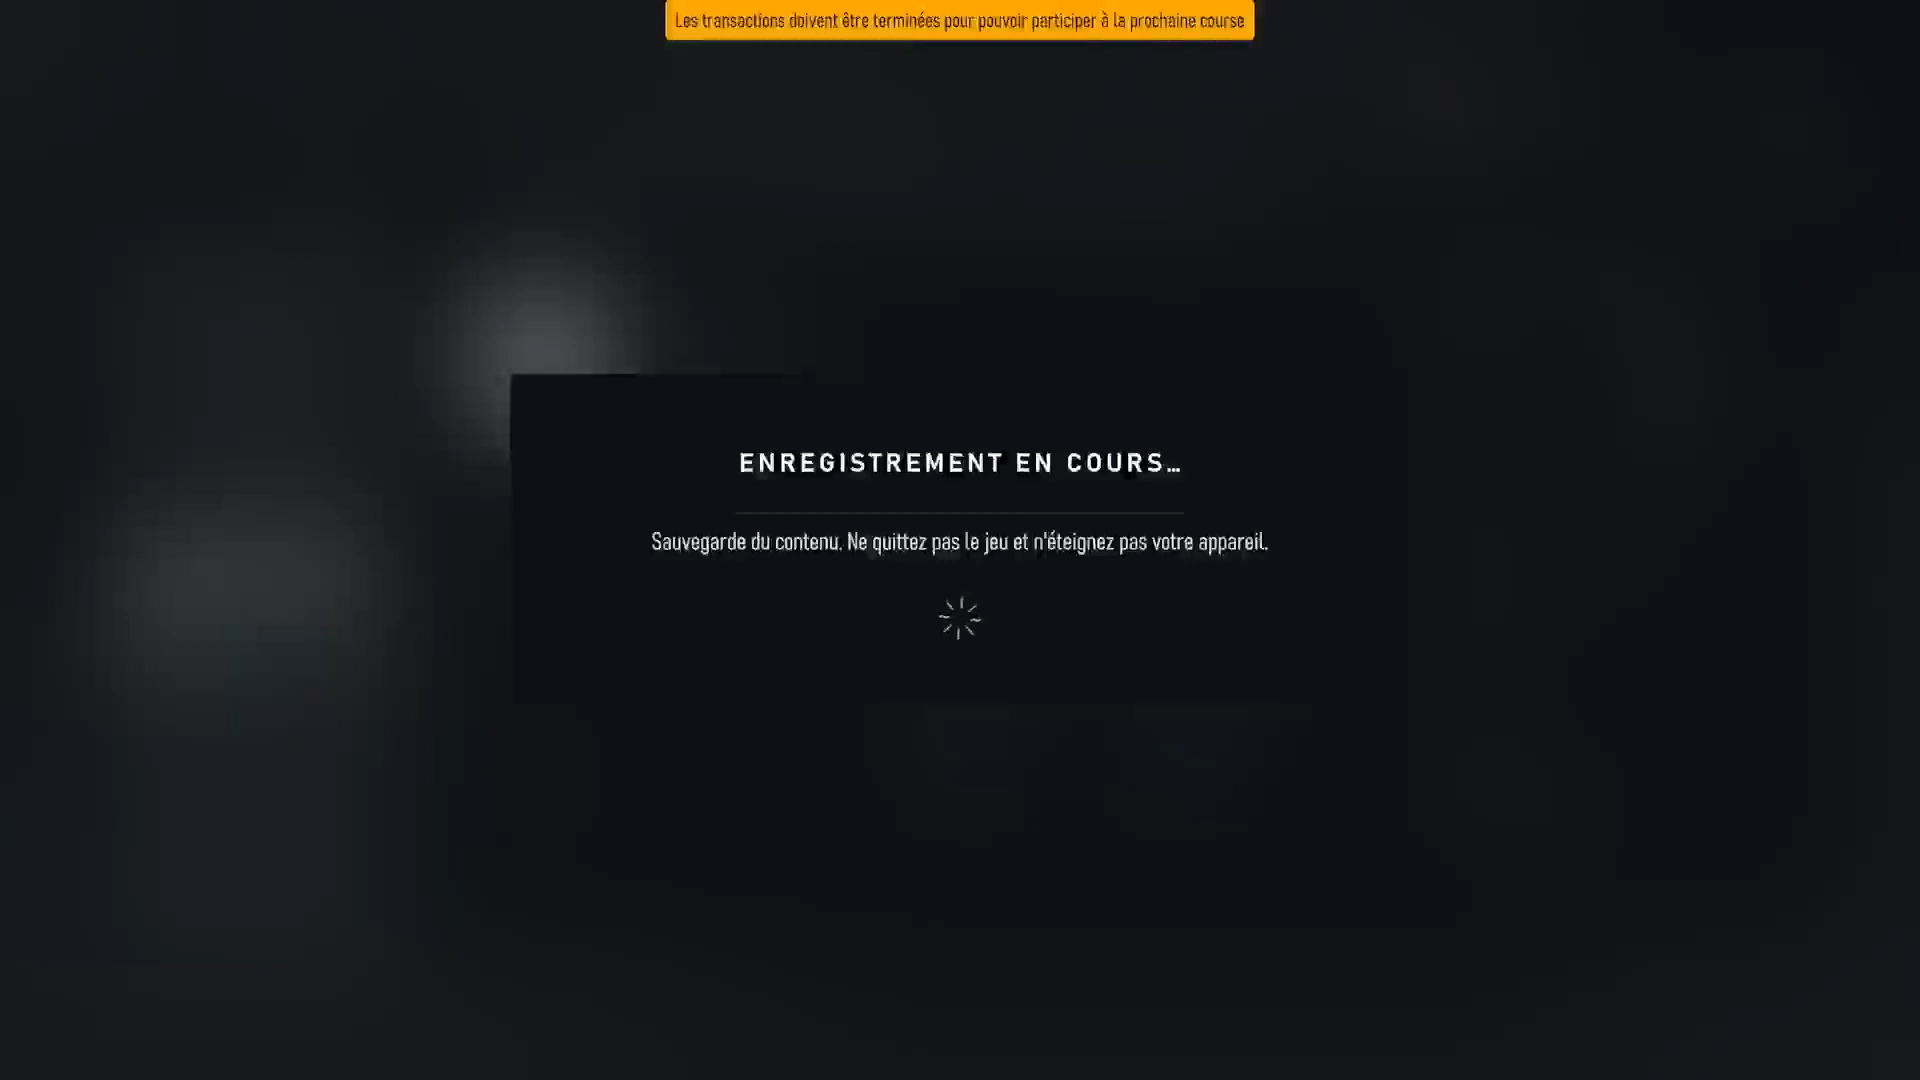 Les transactions doivent être terminées pour pouvoir participer à la prochaine course
ENREGISTREMENT EN COURS…
Sauvegarde du contenu. Ne quittez pas le jeu et n'éteignez pas votre appareil.